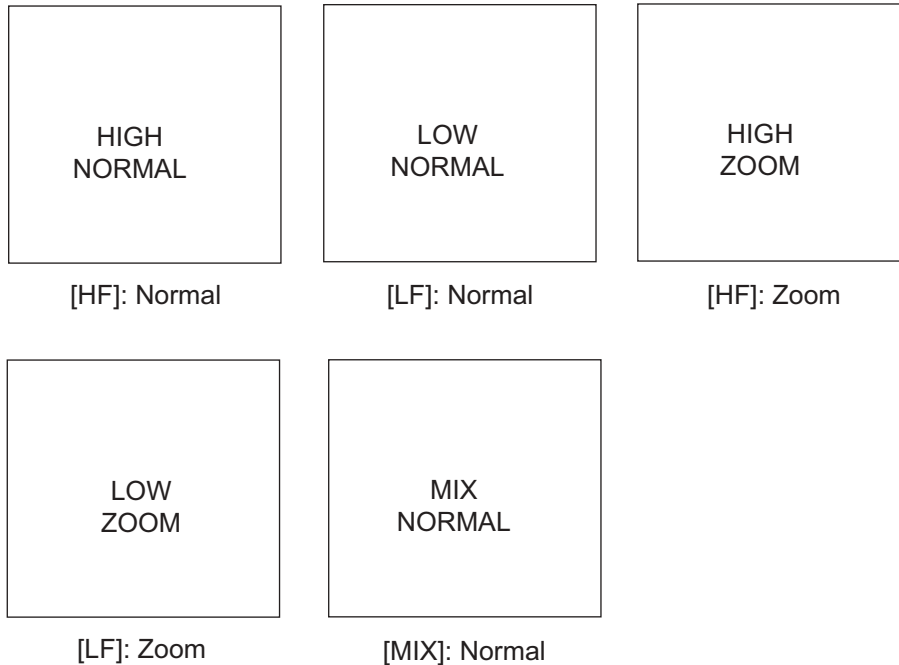 HIGH
NORMAL
LOW
NORMAL
HIGH
ZOOM
[HF]: Normal
[LF]: Normal
[HF]: Zoom
LOW
ZOOM
MIX
NORMAL
[LF]: Zoom
[MIX]: Normal